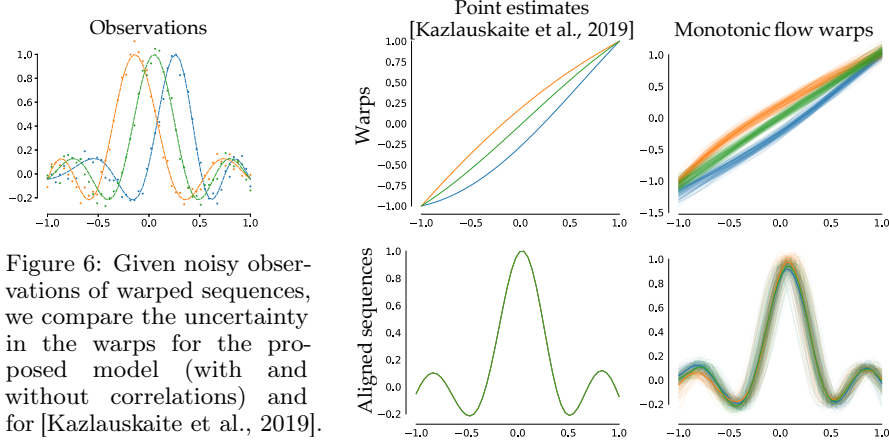 Observations
1.0
0.8
0.6
0.4
0.2
0.0
−0.2
−1.0 −0.5 0.0 0.5 1.0
Figure 6: Given noisy obser-
vations of warped sequences,
we compare the uncertainty
in the warps for the pro-
posed model (with and
without correlations) and
for [Kazlauskaite et al., 2019].
Point estimates
[Kazlauskaite et al., 2019]
Monotonic flow warps
Warps
1.00
0.75
0.50
0.25
0.00
−0.25
−0.50
−0.75
−1.00
−1.0 −0.5 0.0 0.5 1.0
1.0
0.5
0.0
−0.5
−1.0
−1.5
−1.0 −0.5 0.0 0.5 1.0
Aligned sequences
1.0
0.8
0.6
0.4
0.2
0.0
−0.2
−1.0 −0.5 0.0 0.5 1.0
1.0
0.8
0.6
0.4
0.2
0.0
−0.2
−1.0 −0.5 0.0 0.5 1.0